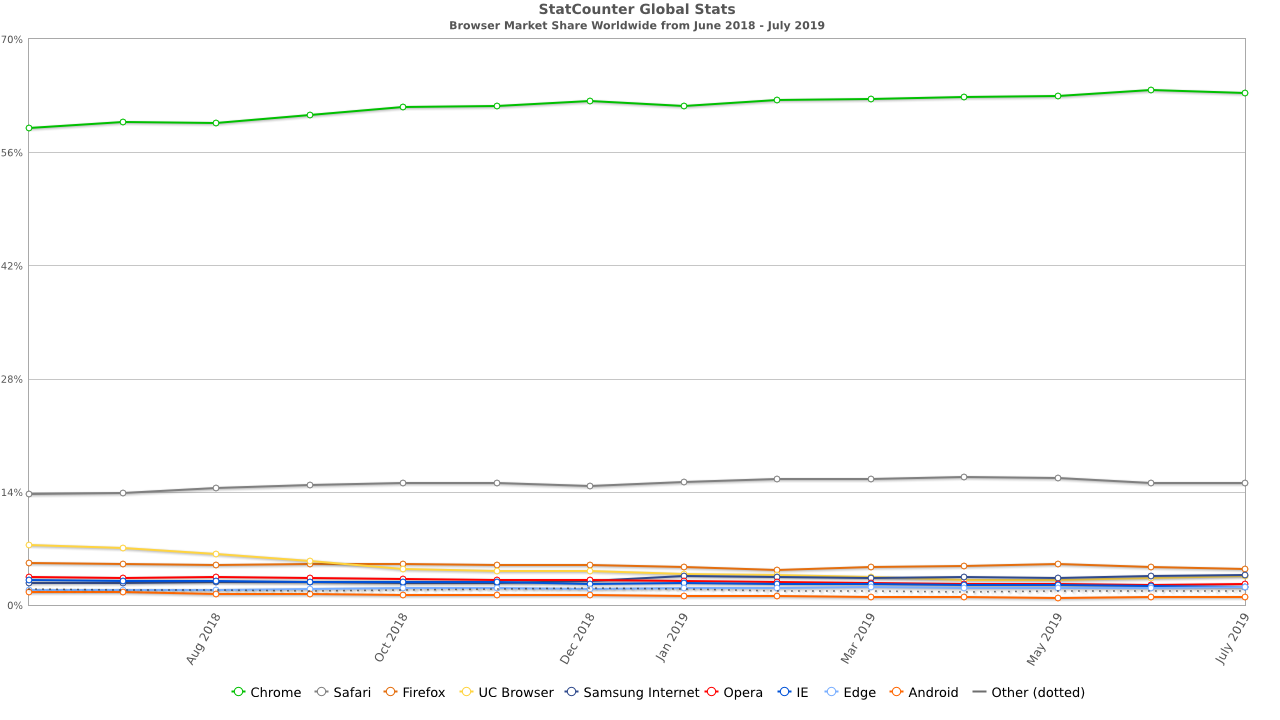 StatCounter Global Stats
Browser Market Share Worldwide from June 2018 - July 2019
70%
56%
42%
28%
14%
0%
Aug 2018
Oct 2018
Dec 2018
Jan 2019
Mar 2019
May 2019
July 2019
Chrome Safari Firefox UC Browser Samsung Internet Opera IE Edge Android Other (dotted)